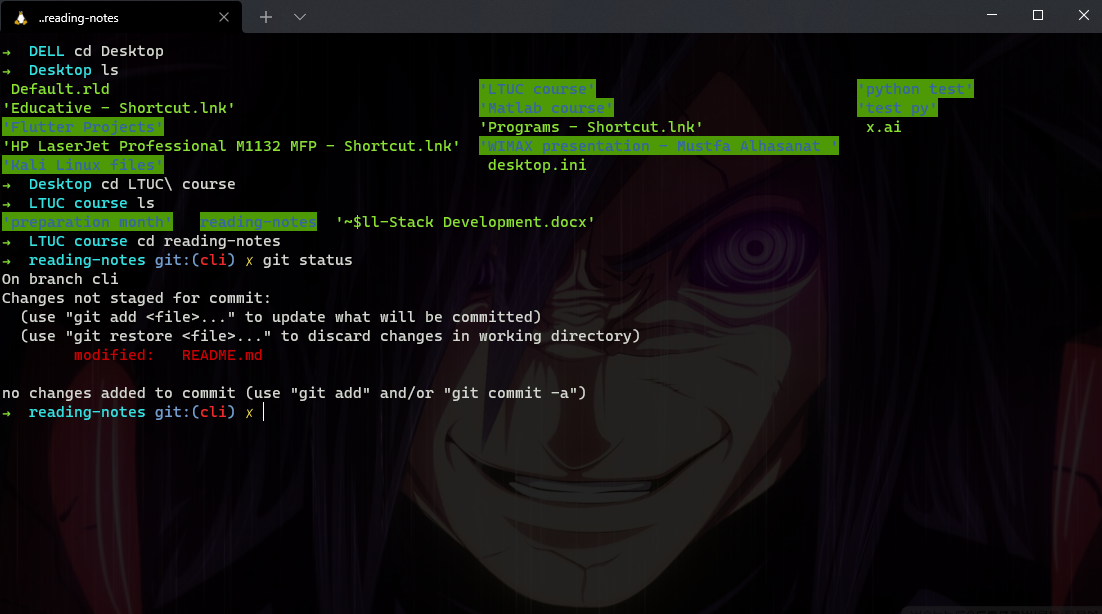 ..reading-notes
→ DELL cd Desktop
→ Desktop ls
Default.rld 'LTUC course' 'python test'
'Educative - Shortcut.lnk' 'Matlab course' 'test py'
'Flutter Projects' 'Programs - Shortcut.lnk' x.ai
'HP LaserJet Professional M1132 MFP - Shortcut.lnk' 'WIMAX presentation - Mustfa Alhasanat '
'Kali Linux files' desktop.ini
→ Desktop cd LTUC\ course
→ LTUC course ls
'preparation month' reading-notes '~$ll-Stack Development.docx'
→ LTUC course cd reading-notes
→ reading-notes git:(cli) ✗ git status
On branch cli
Changes not staged for commit:
(use "git add <file>..." to update what will be committed)
(use "git restore <file>..." to discard changes in working directory)
modified: README.md
no changes added to commit (use "git add" and/or "git commit -a")
→ reading-notes git:(cli) ✗